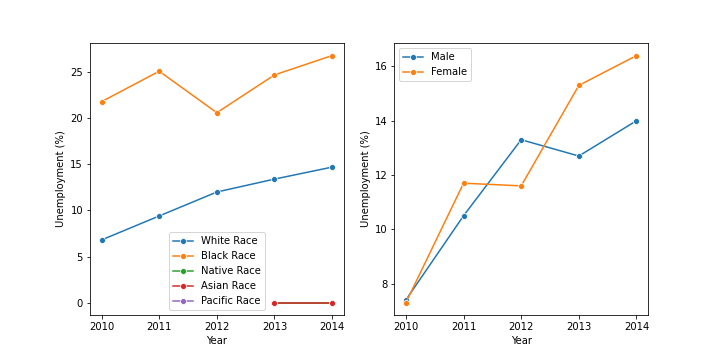 25
20
15
10
5
0
Unemployment (%)
2010
2011
2012
2013
2014
Year
White Race
Black Race
Native Race
Asian Race
Pacific Race
16
14
12
10
8
Unemployment (%)
2010
2011
2012
2013
2014
Year
Male
Female